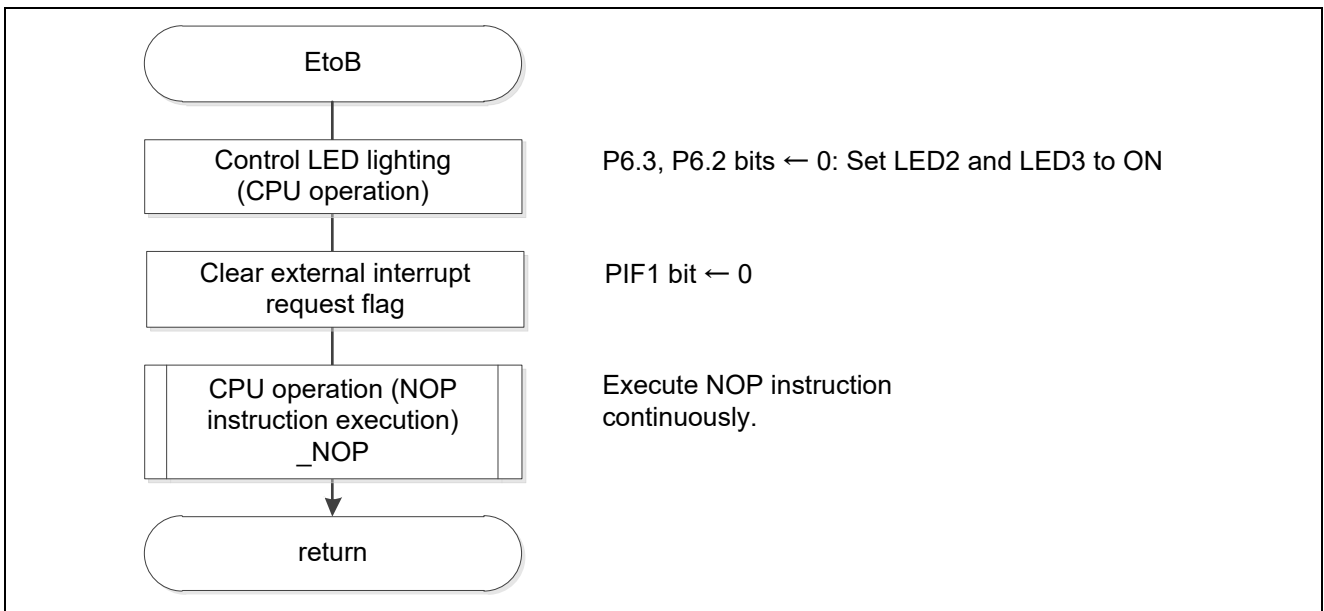 EtoB
Control LED lighting
(CPU operation)
P6.3, P6.2 bits ← 0: Set LED2 and LED3 to ON
Clear external interrupt
request flag
PIF1 bit ← 0
CPU operation (NOP
instruction execution)
_NOP
Execute NOP instruction
continuously.
return